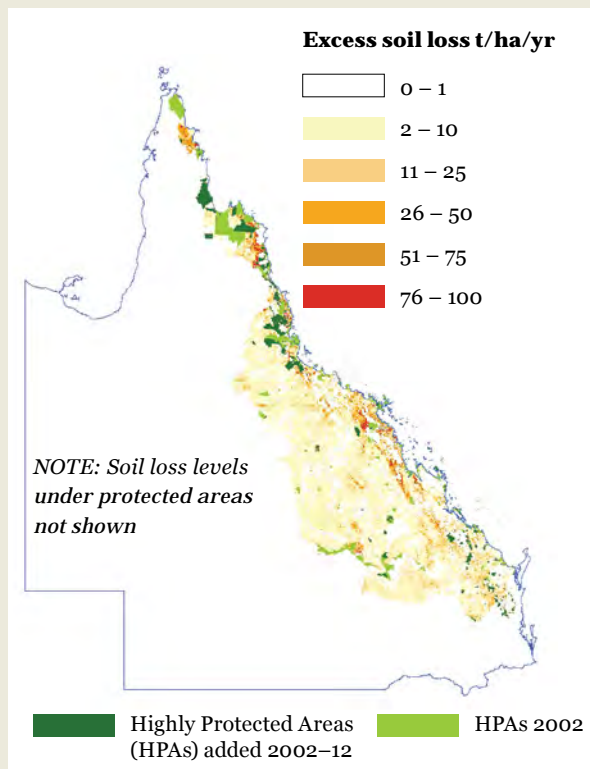 Excess soil loss t/ha/yr
0 – 1
2 – 10
11 – 25
26 – 50
51 – 75
76 – 100
NOTE: Soil loss levels
under protected areas
not shown
Highly Protected Areas
(HPAs) added 2002–12
HPAs 2002